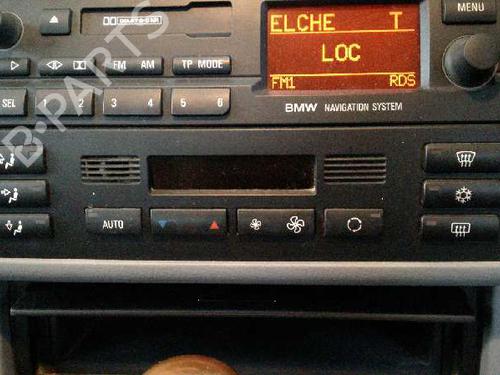 MENU
ELCHE T
LOC
FM1 RDS
FM AM TP MODE
SEL 1 2 3 4 5 6
BMW NAVIGATION SYSTEM
AUTO
B-PARTS